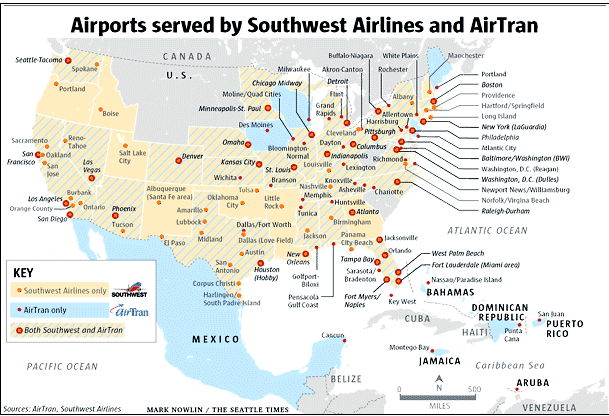 Airports served by Southwest Airlines and AirTran
CANADA
U.S.
Seattle-Tacoma
Spokane
Portland
Boise
Sacramento
Reno-
Tahoe
San
Francisco
Oakland
San
Jose
Las
Vegas
Salt Lake
City
Los Angeles
Burbank
Orange County
Ontario
San Diego
Phoenix
Tucson
Albuquerque
(Santa Fe area)
Denver
El Paso
Amarillo
Lubbock
Midland
Minneapolis-St. Paul
Des Moines
Omaha
Kansas City
Wichita
Tulsa
Oklahoma
City
Dallas/Fort Worth
Dallas (Love Field)
Austin
San
Antonio
Corpus Christi
Harlingen/
South Padre Island
Houston
(Hobby)
Moline/Quad Cities
Chicago Midway
Milwaukee
Grand
Rapids
Flint
Detroit
Akron-Canton
Buffalo-Niagara
Rochester
White Plains
Albany
Manchester
Bloomington
Normal
St. Louis
Branson
Little
Rock
Tunica
Jackson
New
Orleans
Gulfport-
Biloxi
Pensacola
Gulf Coast
Cleveland
Dayton
Indianapolis
Louisville
Knoxville
Nashville
Memphis
Huntsville
Birmingham
Asheville
Charlotte
Atlanta
Columbus
Pittsburgh
Harrisburg
Allentown
Richmond
Portland
Boston
Providence
Hartford/Springfield
Long Island
New York (LaGuardia)
Philadelphia
Atlantic City
Baltimore/Washington (BWI)
Washington, D.C. (Reagan)
Washington, D.C. (Dulles)
Newport News/Williamsburg
Norfolk/Virginia Beach
Raleigh-Durham
ATLANTIC OCEAN
Panama
City Beach
Jacksonville
Orlando
Tampa Bay
Sarasota/
Bradenton
Fort Myers/
Naples
Key West
West Palm Beach
Fort Lauderdale (Miami area)
Nassau/Paradise Island
BAHAMAS
KEY
Southwest Airlines only
SOUTHWEST
AirTran only
airTran
Both Southwest and AirTran
MEXICO
PACIFIC OCEAN
Cancun
BELIZE
CUBA
Montego Bay
JAMAICA
HAITI
DOMINICAN
REPUBLIC
Punta
Cana
San Juan
PUERTO
RICO
Caribbean Sea
ARUBA
VENEZUELA
N
0 500
MILES
Sources: AirTran, Southwest Airlines
MARK NOWLIN / THE SEATTLE TIMES